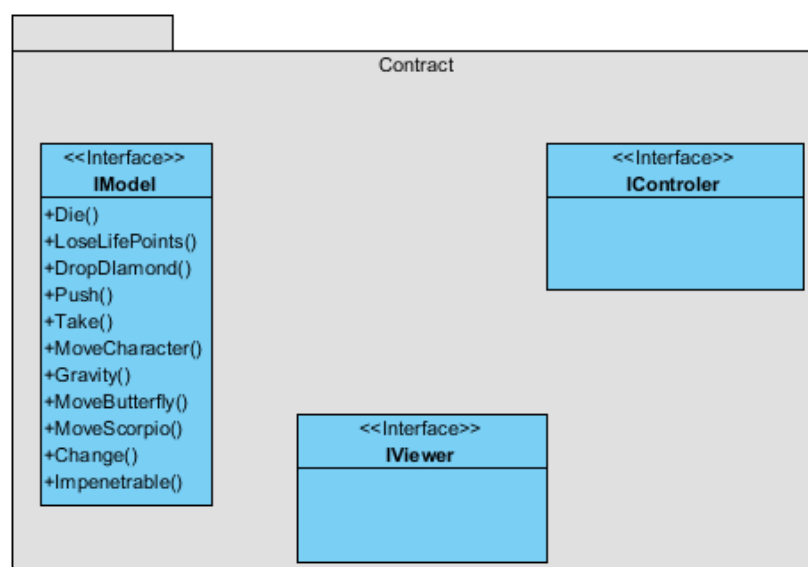 Contract
<<Interface>>
IModel
+Die()
+LoseLifePoints()
+DropDIamond()
+Push()
+Take()
+MoveCharacter()
+Gravity()
+MoveButterfly()
+MoveScorpio()
+Change()
+Impenetrable()
<<Interface>>
IControler
<<Interface>>
IViewer